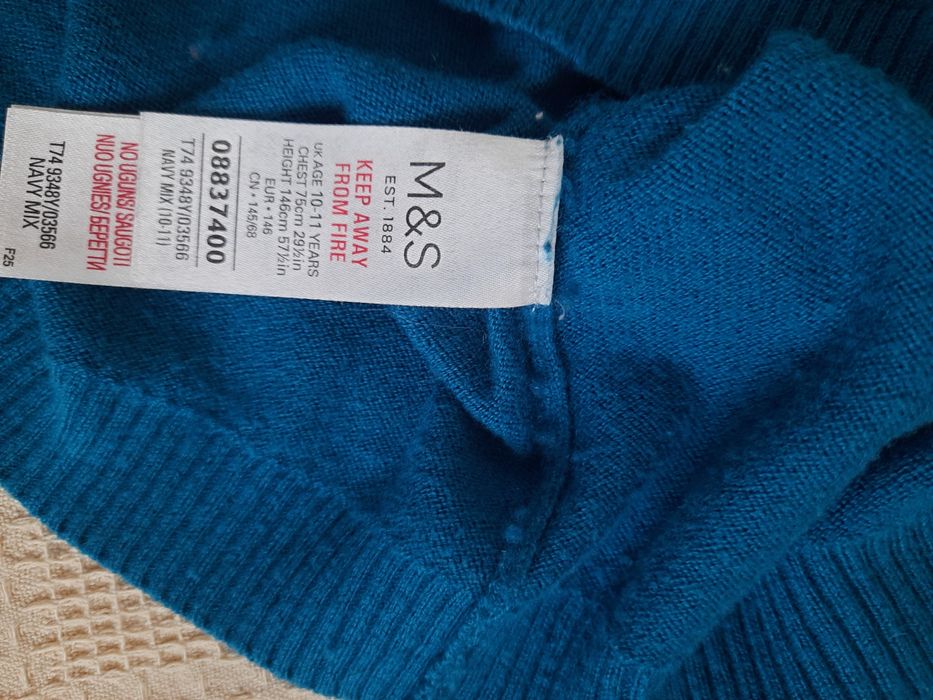 M&S
EST. 1884
KEEP AWAY
FROM FIRE
UK AGE 10-11 YEARS
CHEST 75cm 29½in
HEIGHT 146cm 57½in
EUR • 146
CN • 145/68
08837400
T74 9348Y/03566
NAVY MIX (10-11)
NO UGUNS/ SAUGOTI
NUO UGNIES/ БЕРЕГТИ
T74 9348Y/03566
NAVY MIX
F25